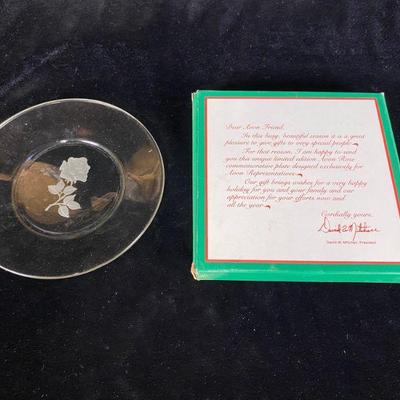 Dear Avon Friend,
In this busy, beautiful season it is a great
pleasure to give gifts to very special people.
For that reason, I am happy to send
you this unique limited edition Avon Rose
commemorative plate designed exclusively for
Avon Representatives.
Our gift brings wishes for a very happy
holiday for you and your family and our
appreciation for your efforts now and
all the year.
Cordially yours,
David W. Mitchell, President